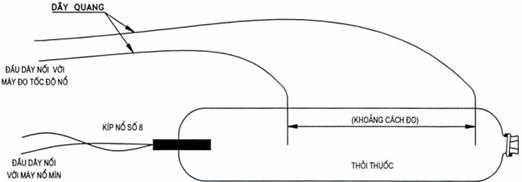 DÂY QUANG
ĐẦU DÂY NỐI VỚI
MÁY ĐO TỐC ĐỘ NỔ
KÍP NỔ SỐ 8
(KHOẢNG CÁCH ĐO)
ĐẦU DÂY NỐI
VỚI MÁY NỔ MÌN
THỎI THUỐC